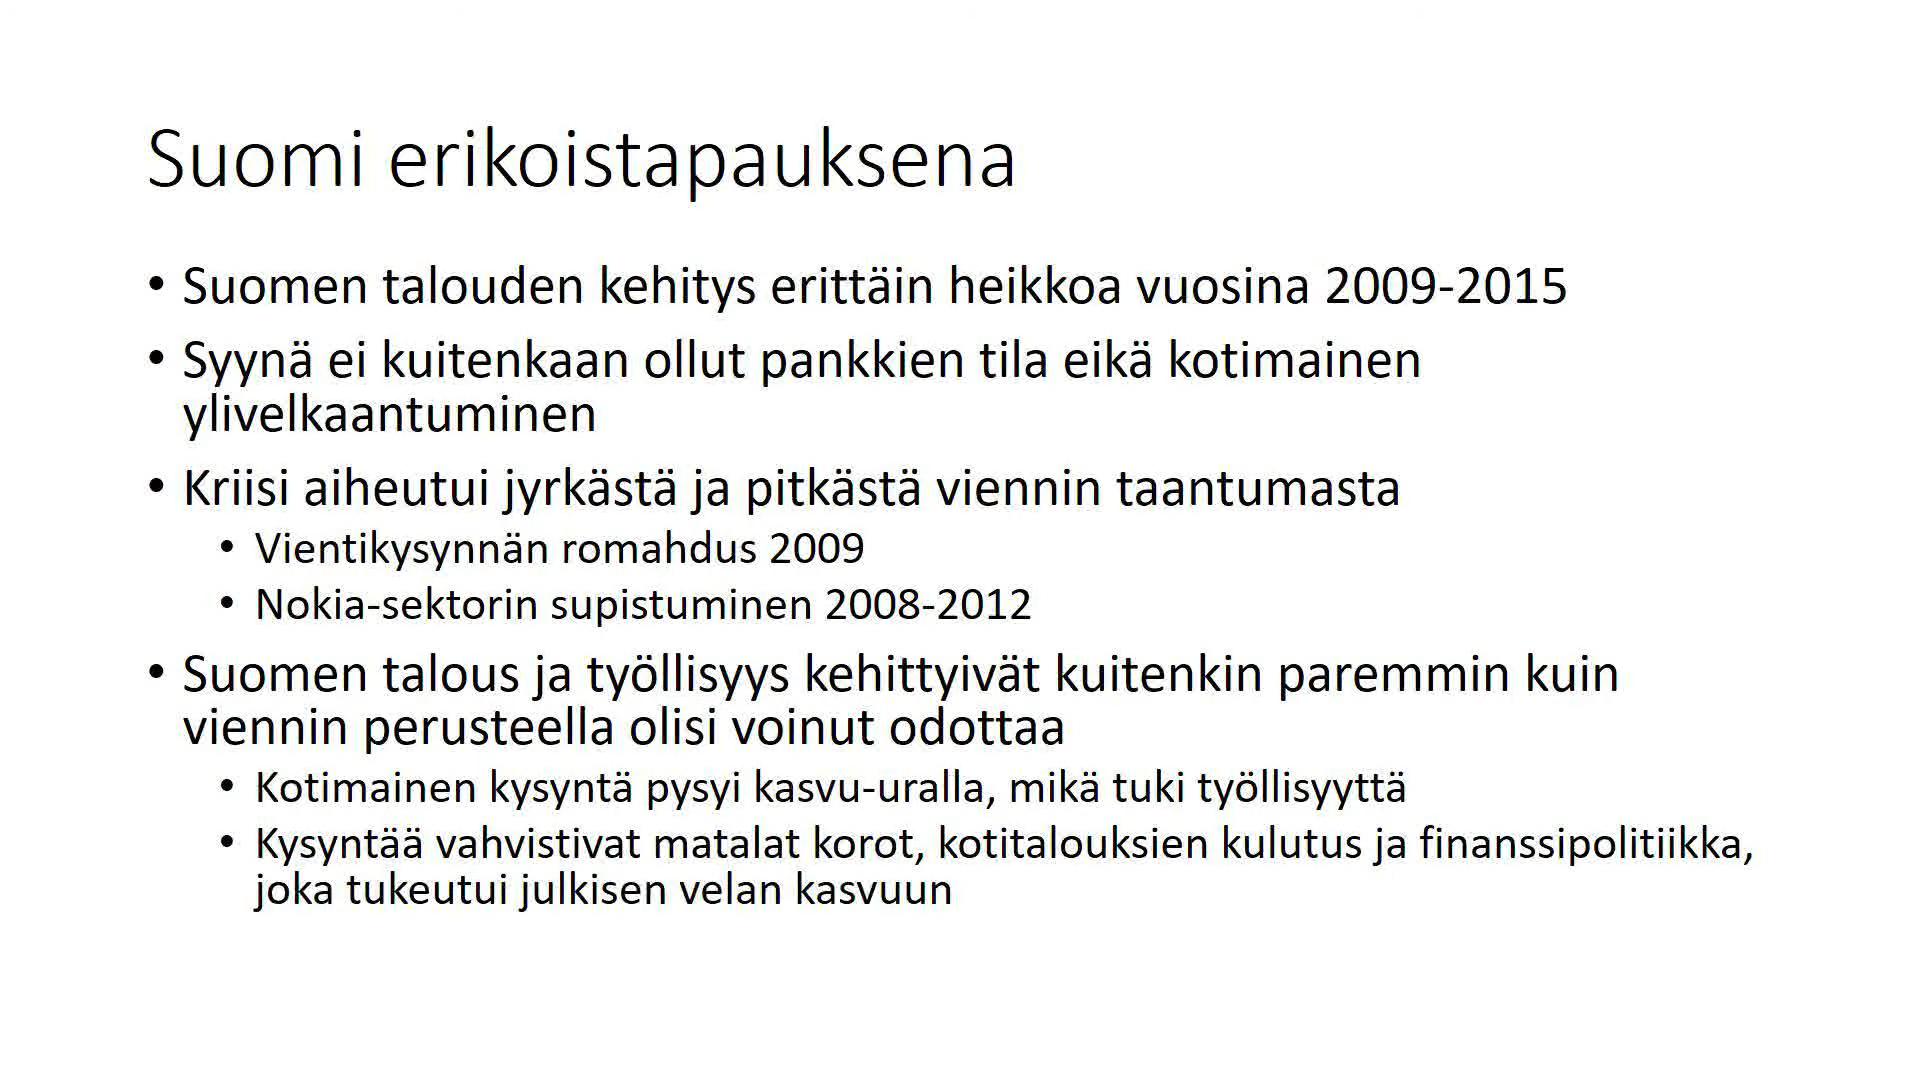 Suomi erikoistapauksena
• Suomen talouden kehitys erittäin heikkoa vuosina 2009-2015
• Syynä ei kuitenkaan ollut pankkien tila eikä kotimainen
ylivelkaantuminen
• Kriisi aiheutui jyrkästä ja pitkästä viennin taantumasta
• Vientikysynnän romahdus 2009
• Nokia-sektorin supistuminen 2008-2012
• Suomen talous ja työllisyys kehittyivät kuitenkin paremmin kuin
viennin perusteella olisi voinut odottaa
• Kotimainen kysyntä pysyi kasvu-uralla, mikä tuki työllisyyttä
• Kysyntää vahvistivat matalat korot, kotitalouksien kulutus ja finanssipolitiikka,
joka tukeutui julkisen velan kasvuun